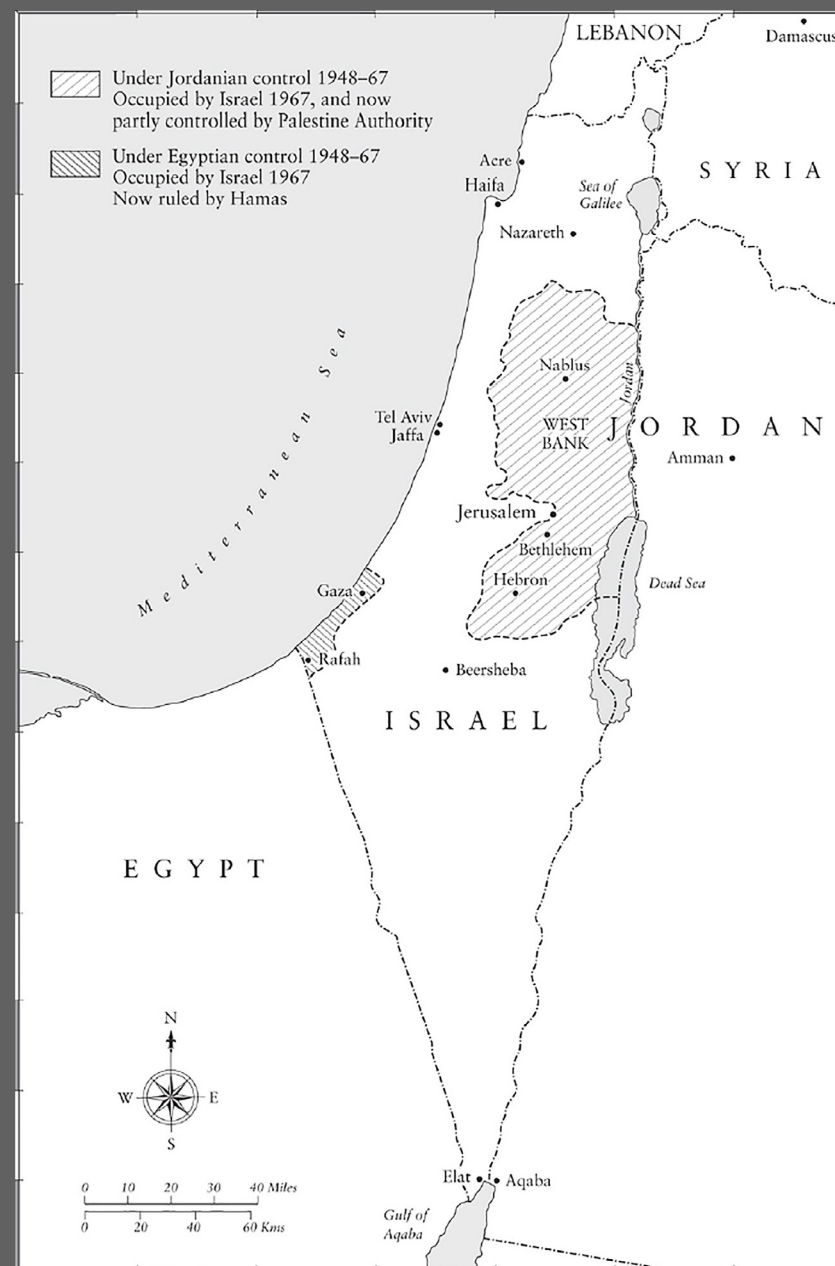 LEBANON
Damascus
Under Jordanian control 1948–67
Occupied by Israel 1967, and now
partly controlled by Palestine Authority
Under Egyptian control 1948–67
Occupied by Israel 1967
Now ruled by Hamas
Acre
Haifa
Sea of
Galilee
SYRIA
Nazareth
Mediterranean Sea
Nablus
Jordan
Tel Aviv
Jaffa
WEST
BANK
JORDAN
Amman
Jerusalem
Bethlehem
Hebron
Dead Sea
Gaza
Rafah
Beersheba
ISRAEL
EGYPT
N
W E
S
Elat
Aqaba
0 10 20 30 40 Miles
0 20 40 60 Kms
Gulf of
Aqaba